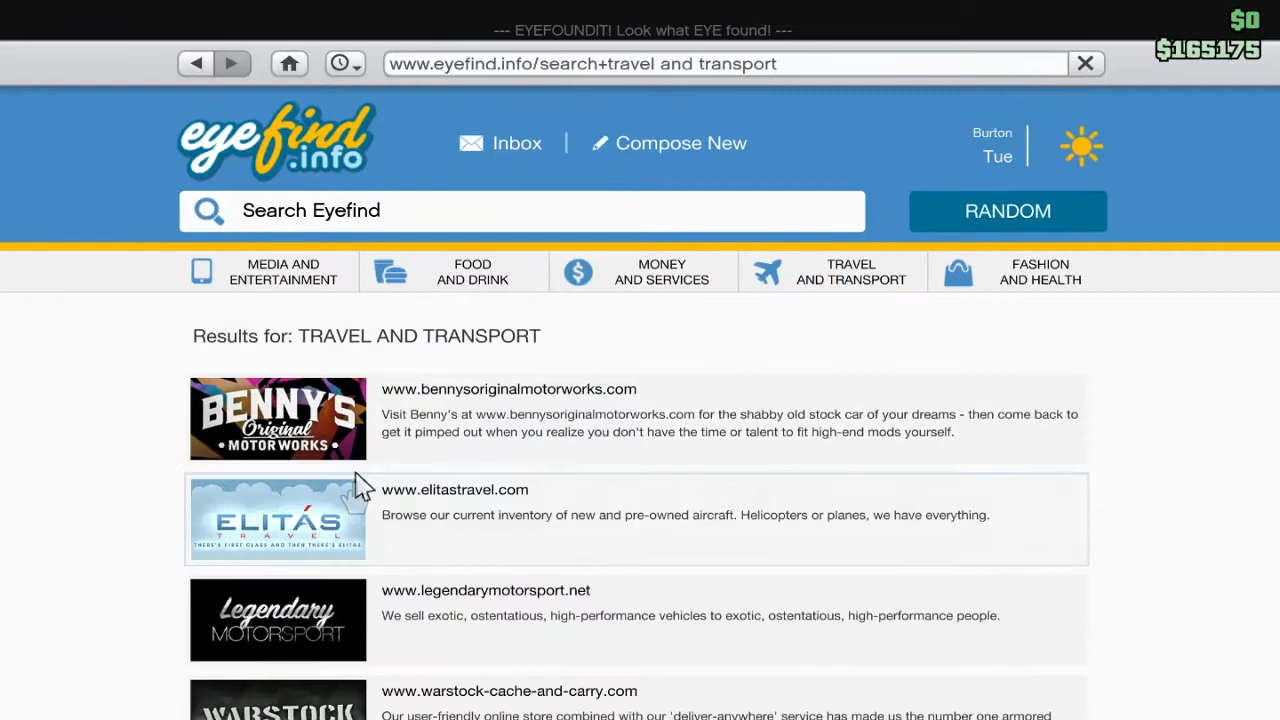 --- EYEFOUNDIT! Look what EYE found! ---
$0
$165175
www.eyefind.info/search+travel and transport
eyefind
.info
Inbox
Compose New
Burton
Tue
Search Eyefind
RANDOM
MEDIA AND
ENTERTAINMENT
FOOD
AND DRINK
MONEY
AND SERVICES
TRAVEL
AND TRANSPORT
FASHION
AND HEALTH
Results for: TRAVEL AND TRANSPORT
BENNY'S
Original
MOTOR WORKS
www.bennysoriginalmotorworks.com
Visit Benny's at www.bennysoriginalmotorworks.com for the shabby old stock car of your dreams - then come back to
get it pimped out when you realize you don't have the time or talent to fit high-end mods yourself.
ELITÁS
TRAVEL
THERE'S FIRST CLASS AND THEN THERE'S ELITAS.
www.elitastravel.com
Browse our current inventory of new and pre-owned aircraft. Helicopters or planes, we have everything.
Legendary
MOTORSPORT
www.legendarymotorsport.net
We sell exotic, ostentatious, high-performance vehicles to exotic, ostentatious, high-performance people.
WARSTOCK
www.warstock-cache-and-carry.com
Our user-friendly online store combined with our 'deliver-anywhere' service has made us the number one armored